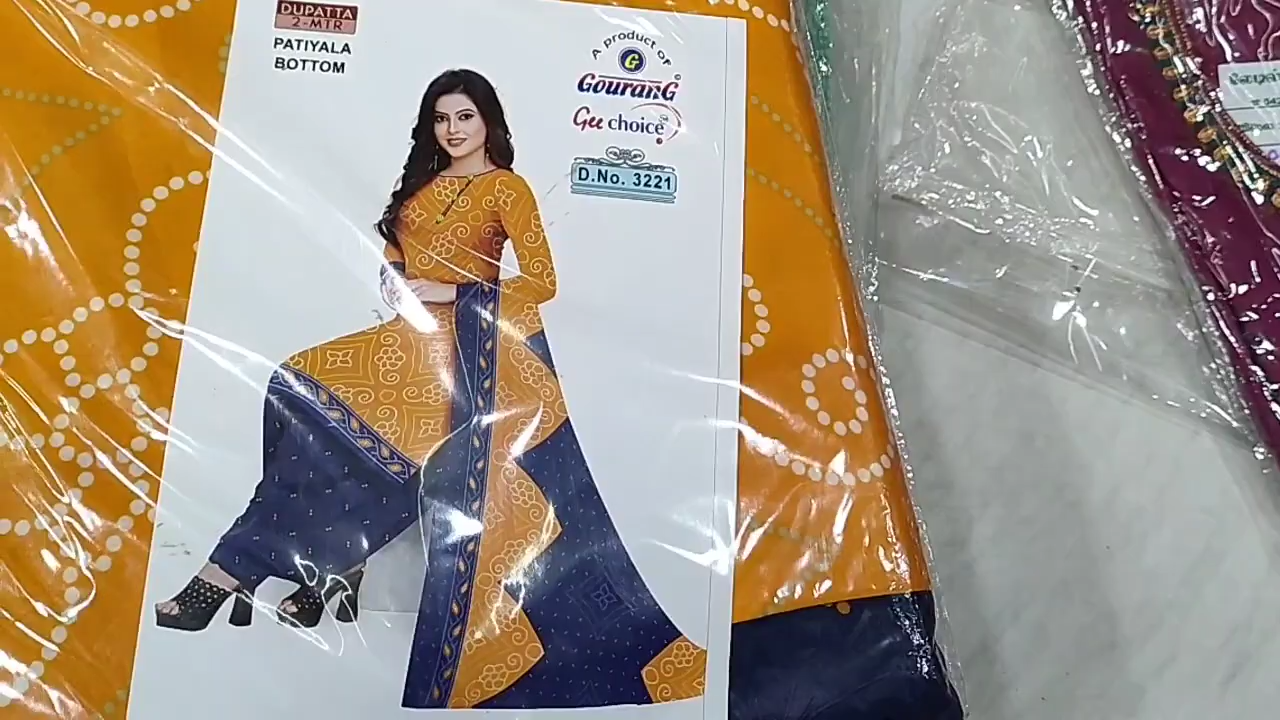 DUPATTA
2-MTR
PATIYALA
BOTTOM
A product of
G
GouranG
Gee choice
D.No. 3221